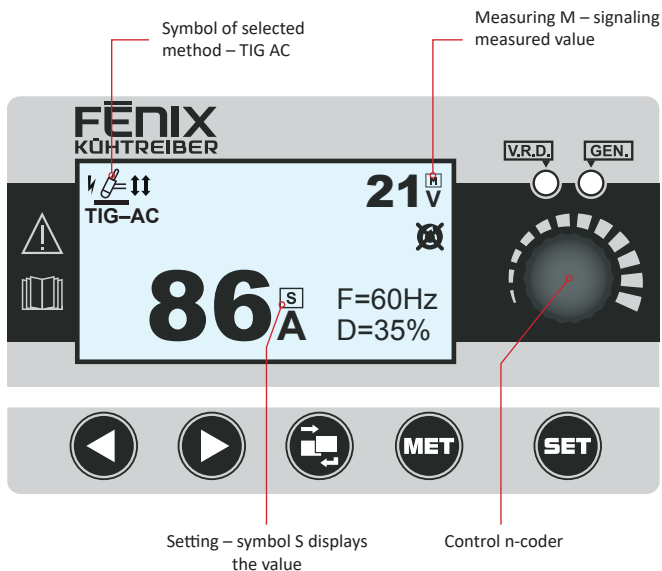 Symbol of selected
method – TIG AC
Measuring M – signaling
measured value
FĒNIX
KÜHTREIBER
V.R.D.
GEN.
TIG–AC
21 M
V
86 S
A
F=60Hz
D=35%
MET
SET
Setting – symbol S displays
the value
Control n-coder